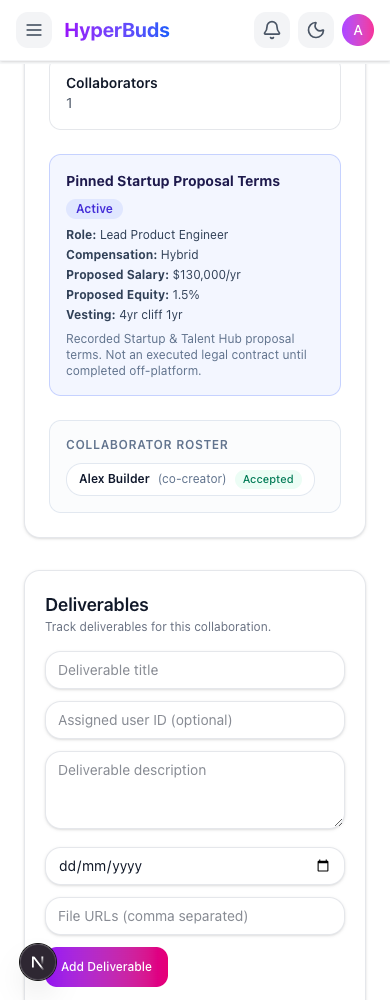 HyperBuds
A
Collaborators
1
Pinned Startup Proposal Terms
Active
Role: Lead Product Engineer
Compensation: Hybrid
Proposed Salary: $130,000/yr
Proposed Equity: 1.5%
Vesting: 4yr cliff 1yr
Recorded Startup & Talent Hub proposal
terms. Not an executed legal contract until
completed off-platform.
COLLABORATOR ROSTER
Alex Builder (co-creator) Accepted
Deliverables
Track deliverables for this collaboration.
Deliverable title
Assigned user ID (optional)
Deliverable description
dd/mm/yyyy
File URLs (comma separated)
N
Add Deliverable